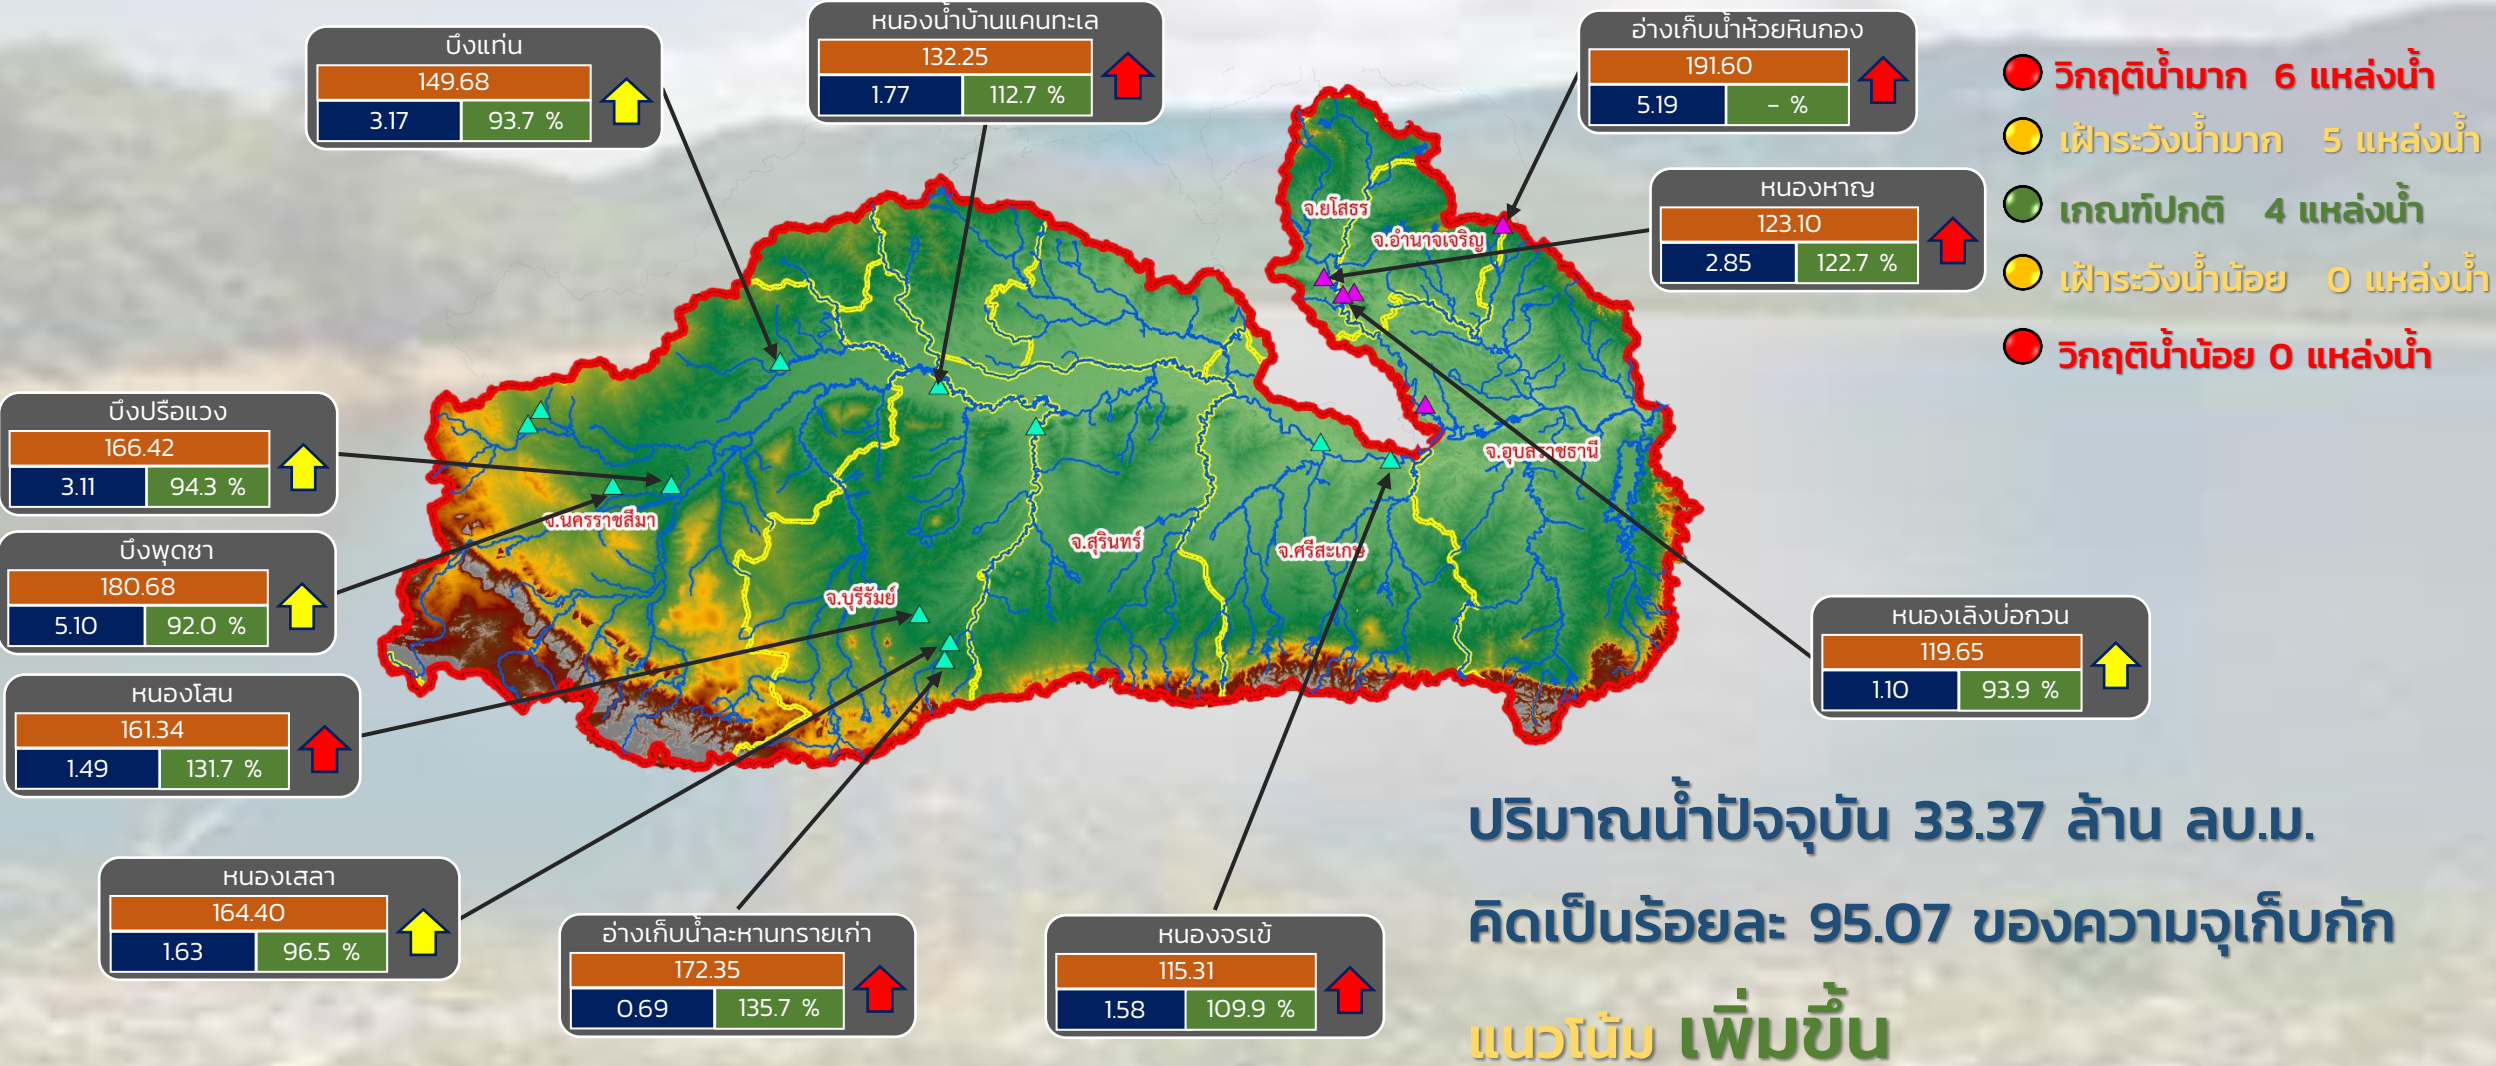 บึงแท่น
149.68
3.17 93.7 %
หนองน้ำบ้านแคนทะเล
132.25
1.77 112.7 %
อ่างเก็บน้ำห้วยหินกอง
191.60
5.19 - %
วิกฤติน้ำมาก 6 แหล่งน้ำ
เฝ้าระวังน้ำมาก 5 แหล่งน้ำ
เกณฑ์ปกติ 4 แหล่งน้ำ
เฝ้าระวังน้ำน้อย 0 แหล่งน้ำ
วิกฤติน้ำน้อย 0 แหล่งน้ำ
หนองหาญ
123.10
2.85 122.7 %
จ.ยโสธร
จ.อำนาจเจริญ
บึงปรือแวง
166.42
3.11 94.3 %
จ.อุบลราชธานี
จ.นครราชสีมา
จ.สุรินทร์
จ.ศรีสะเกษ
จ.บุรีรัมย์
บึงพุดซา
180.68
5.10 92.0 %
หนองเลิงบ่อกวน
119.65
1.10 93.9 %
หนองโสน
161.34
1.49 131.7 %
หนองเสลา
164.40
1.63 96.5 %
อ่างเก็บน้ำละหานทรายเก่า
172.35
0.69 135.7 %
หนองจรเข้
115.31
1.58 109.9 %
ปริมาณน้ำปัจจุบัน 33.37 ล้าน ลบ.ม.
คิดเป็นร้อยละ 95.07 ของความจุเก็บกัก
แนวโน้ม เพิ่มขึ้น